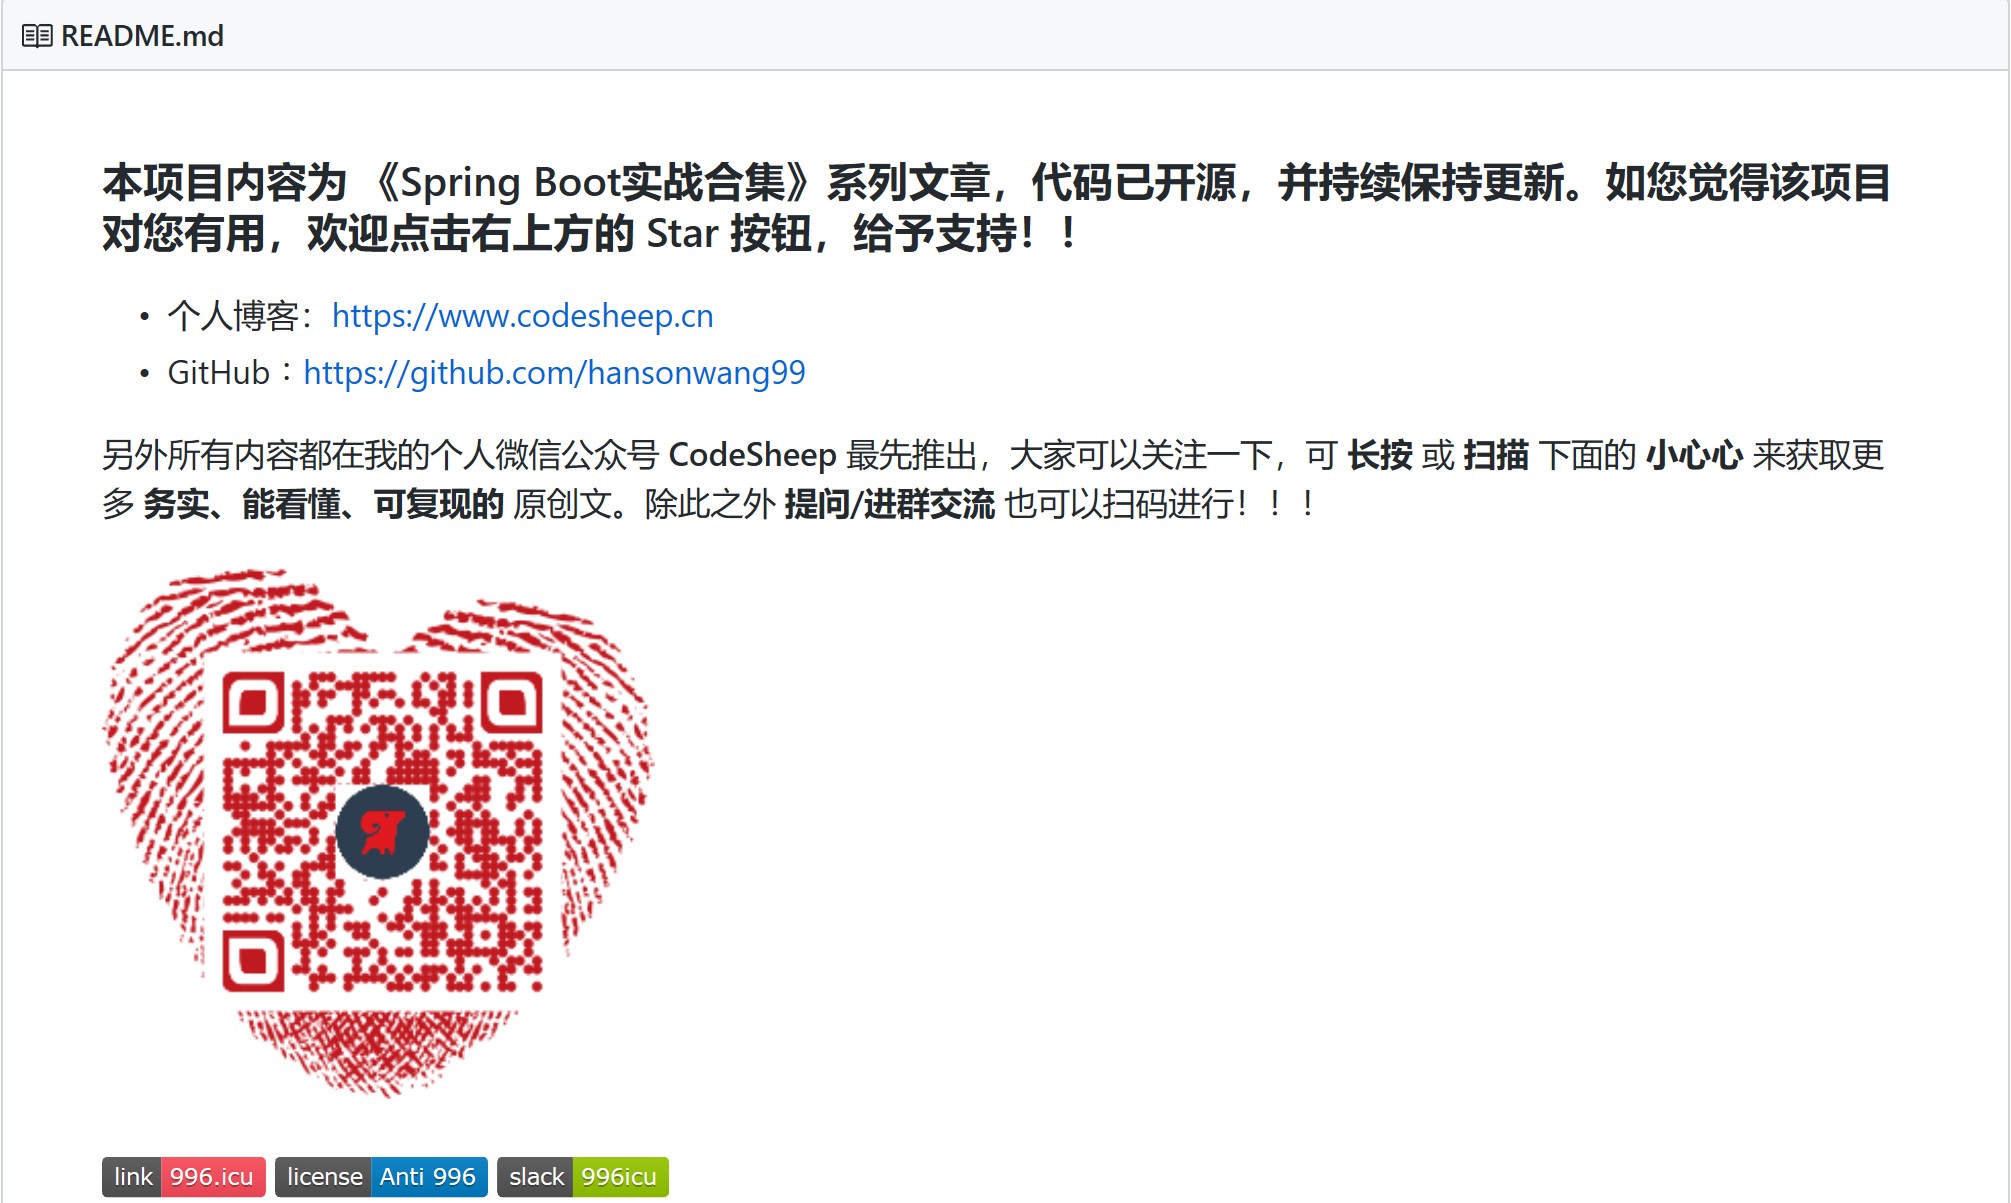 README.md
本项目内容为 《Spring Boot实战合集》系列文章，代码已开源，并持续保持更新。如您觉得该项目
对您有用，欢迎点击右上方的 Star 按钮，给予支持！！
• 个人博客：https://www.codesheep.cn
• GitHub：https://github.com/hansonwang99
另外所有内容都在我的个人微信公众号 CodeSheep 最先推出，大家可以关注一下，可 长按 或 扫描 下面的 小心心 来获取更
多 务实、能看懂、可复现的 原创文。除此之外 提问/进群交流 也可以扫码进行！！！
link 996.icu license Anti 996 slack 996icu